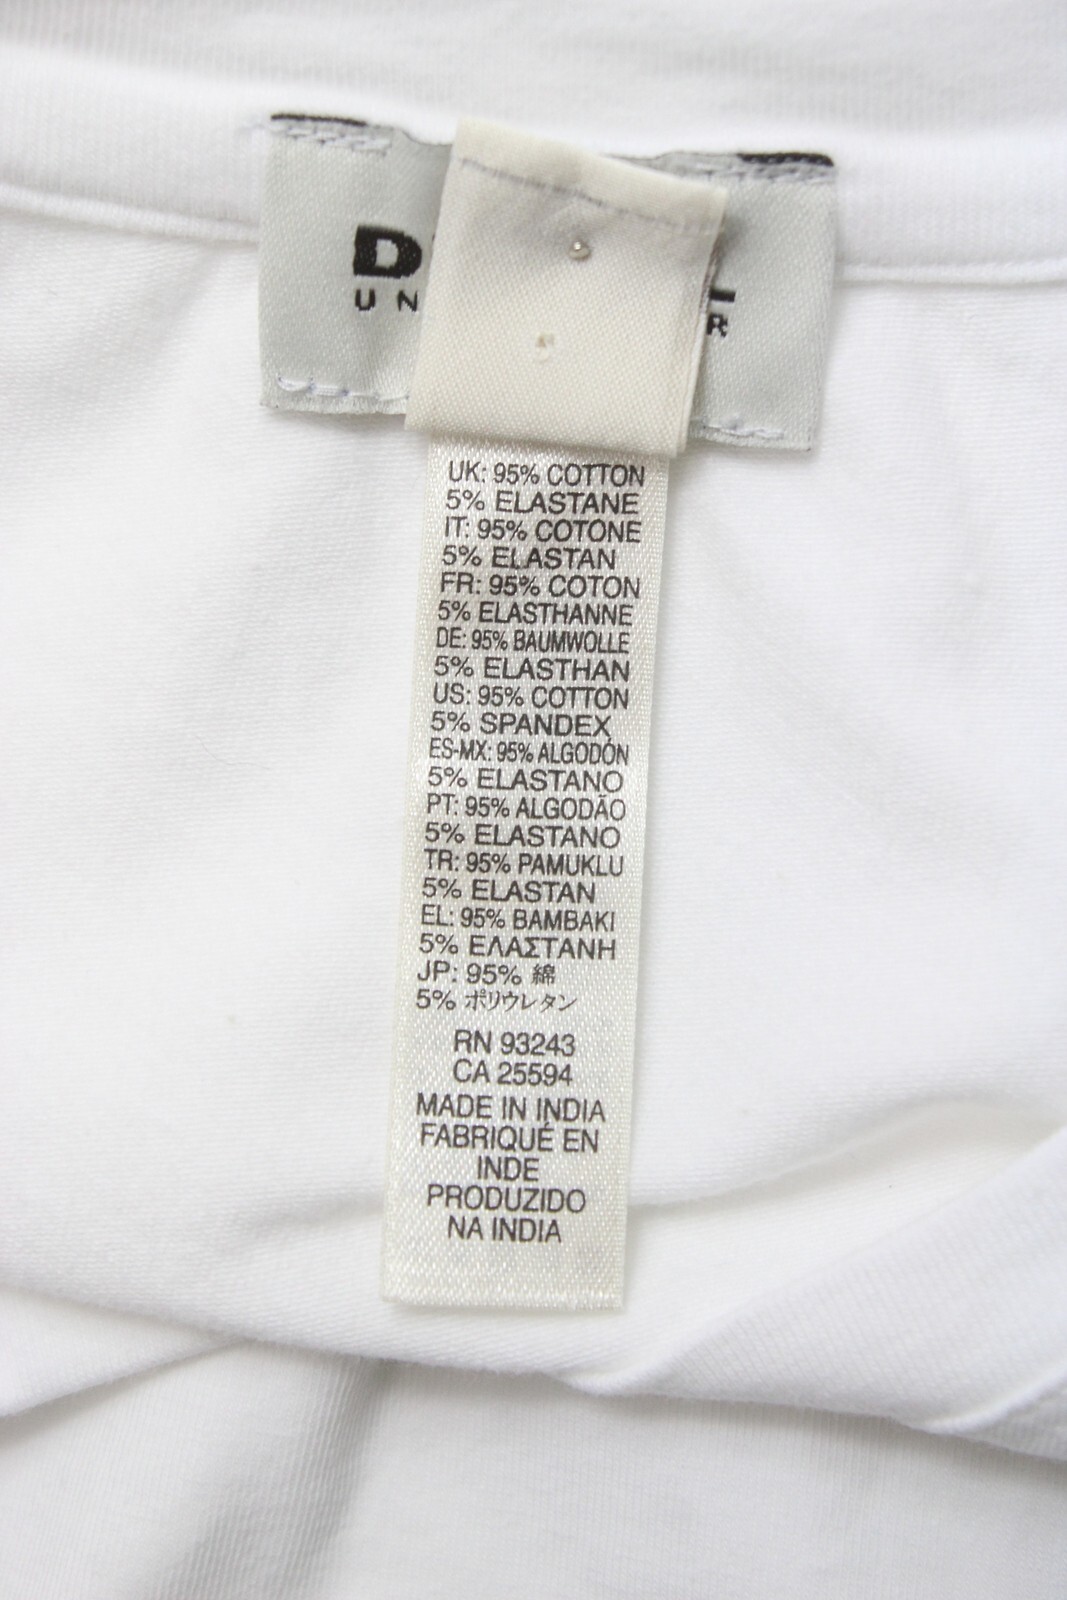 UK: 95% COTTON
5% ELASTANE
IT: 95% COTONE
5% ELASTAN
FR: 95% COTON
5% ELASTHANNE
DE: 95% BAUMWOLLE
5% ELASTHAN
US: 95% COTTON
5% SPANDEX
ES-MX: 95% ALGODÓN
5% ELASTANO
PT: 95% ALGODÃO
5% ELASTANO
TR: 95% PAMUKLU
5% ELASTAN
EL: 95% BAMBAKI
5% ΕΛΑΣΤΑΝΗ
JP: 95% 綿
5% ポリウレタン
RN 93243
CA 25594
MADE IN INDIA
FABRIQUÉ EN
INDE
PRODUZIDO
NA INDIA